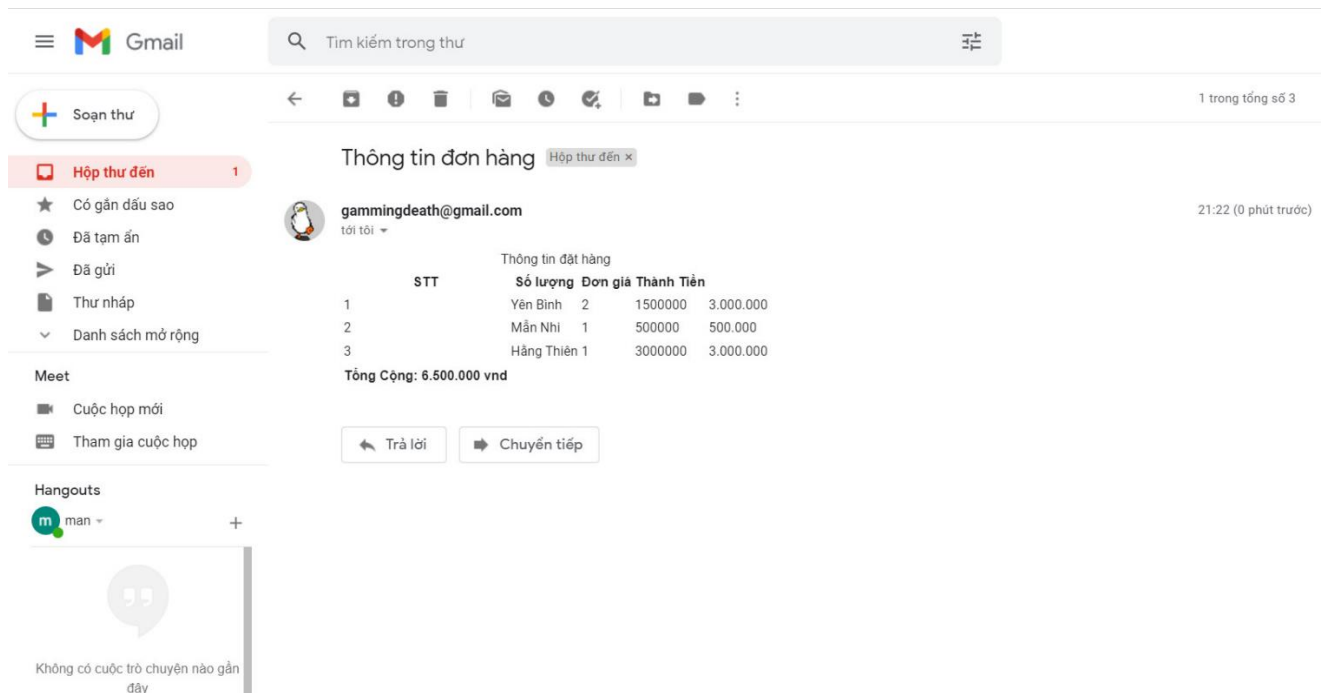 Gmail
Tìm kiếm trong thư
Soạn thư
1 trong tổng số 3
Hộp thư đến 1
Có gắn dấu sao
Đã tạm ẩn
Đã gửi
Thư nháp
Danh sách mở rộng
Meet
Cuộc họp mới
Tham gia cuộc họp
Hangouts
m man
Không có cuộc trò chuyện nào gần
đây
Thông tin đơn hàng Hộp thư đến ×
gammingdeath@gmail.com 21:22 (0 phút trước)
tới tôi
Thông tin đặt hàng
STT Số lượng Đơn giá Thành Tiền
1 Yên Bình 2 1500000 3.000.000
2 Mẫn Nhi 1 500000 500.000
3 Hằng Thiên 1 3000000 3.000.000
Tổng Cộng: 6.500.000 vnd
Trả lời Chuyển tiếp